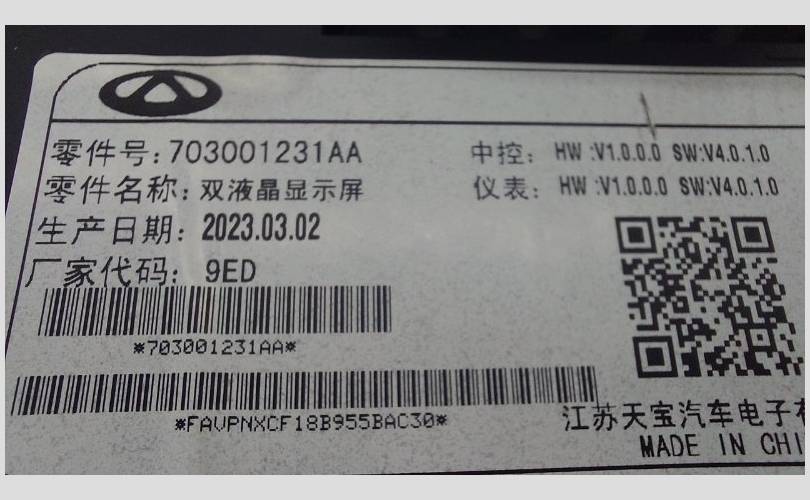 零件号:703001231AA
中控: HW :V1.0.0.0 SW:V4.0.1.0
零件名称:双液晶显示屏
仪表: HW :V1.0.0.0 SW:V4.0.1.0
生产日期: 2023.03.02
厂家代码: 9ED
*703001231AA*
*FAVPNXCF18B955BAC30*
江苏天宝汽车电子有
MADE IN CHI